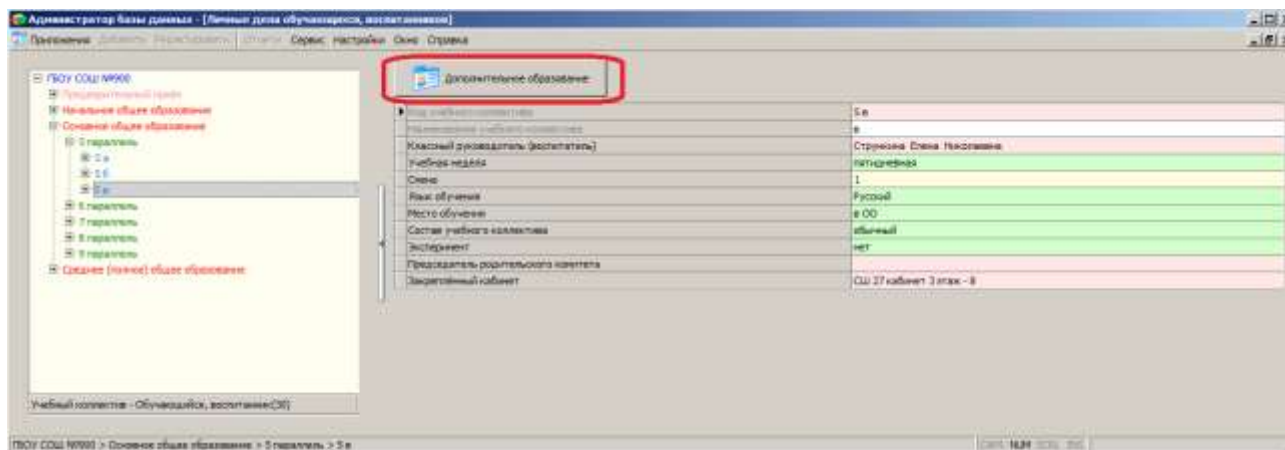 Администратор базы данных - [Личные дела обучающихся, воспитанников]
Приложения Добавить Редактировать Отчеты Сервис Настройки Окно Справка
ГБОУ СОШ №900
Предварительный приём
Начальное общее образование
Основное общее образование
5 параллель
5 а
5 б
5 в
6 параллель
7 параллель
8 параллель
9 параллель
Среднее (полное) общее образование
Учебный коллектив - Обучающийся, воспитанник(30)
Дополнительное образование
Код учебного коллектива 5 в
Наименование учебного коллектива в
Классный руководитель (воспитатель) Елена Николаевна
Учебная неделя пятидневная
Смена 1
Язык обучения Русский
Место обучения в ОО
Состав учебного коллектива обычный
Эксперимент нет
Председатель родительского комитета
Закреплённый кабинет СШ 27 кабинет 3 этаж - 8
ГБОУ СОШ №900 > Основное общее образование > 5 параллель > 5 в
NUM